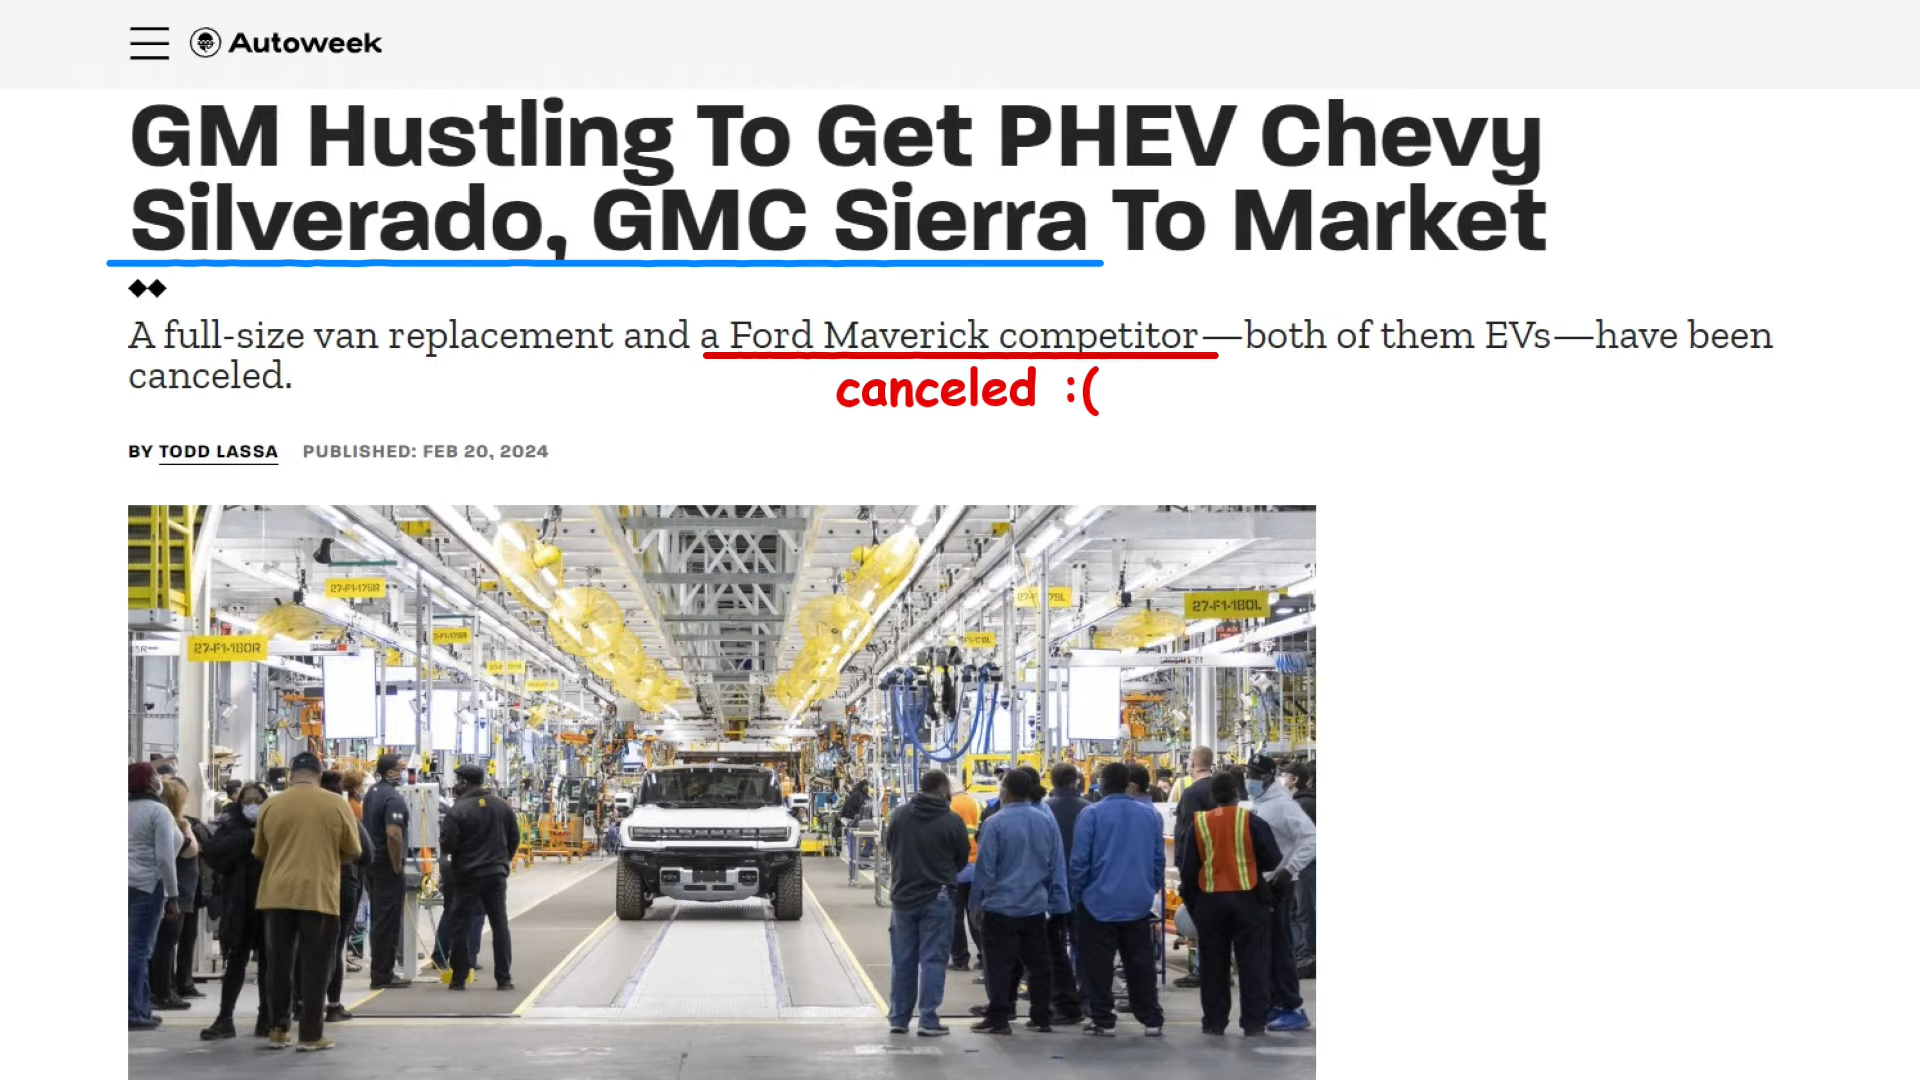 Autoweek
GM Hustling To Get PHEV Chevy
Silverado, GMC Sierra To Market
A full-size van replacement and a Ford Maverick competitor—both of them EVs—have been
canceled.
canceled :(
BY TODD LASSA PUBLISHED: FEB 20, 2024
27-F1-179R
27-F1-180L
27-F1-180R